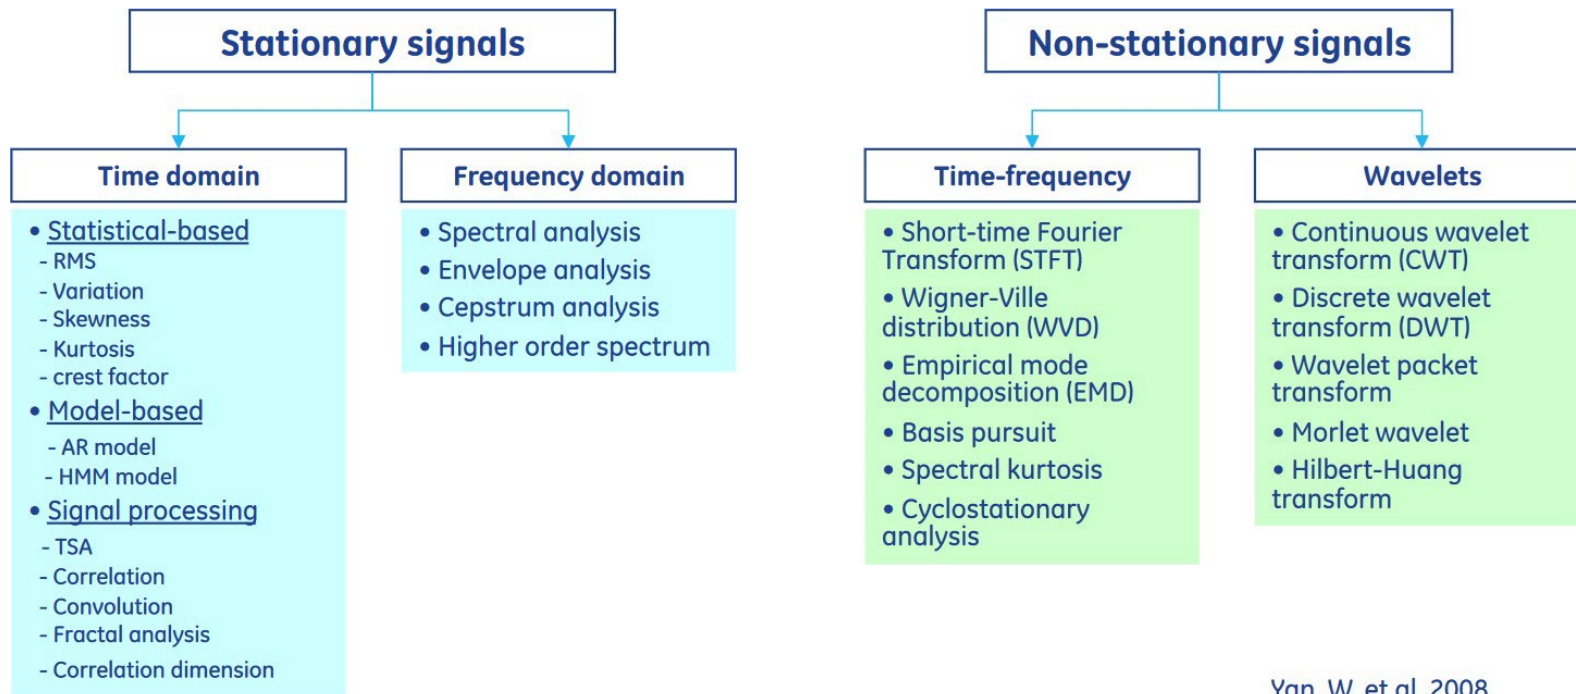 Stationary signals
Time domain
• Statistical-based
- RMS
- Variation
- Skewness
- Kurtosis
- crest factor
• Model-based
- AR model
- HMM model
• Signal processing
- TSA
- Correlation
- Convolution
- Fractal analysis
- Correlation dimension
Frequency domain
• Spectral analysis
• Envelope analysis
• Cepstrum analysis
• Higher order spectrum
Non-stationary signals
Time-frequency
• Short-time Fourier
Transform (STFT)
• Wigner-Ville
distribution (WVD)
• Empirical mode
decomposition (EMD)
• Basis pursuit
• Spectral kurtosis
• Cyclostationary
analysis
Wavelets
• Continuous wavelet
transform (CWT)
• Discrete wavelet
transform (DWT)
• Wavelet packet
transform
• Morlet wavelet
• Hilbert-Huang
transform
Yan, W. et al, 2008